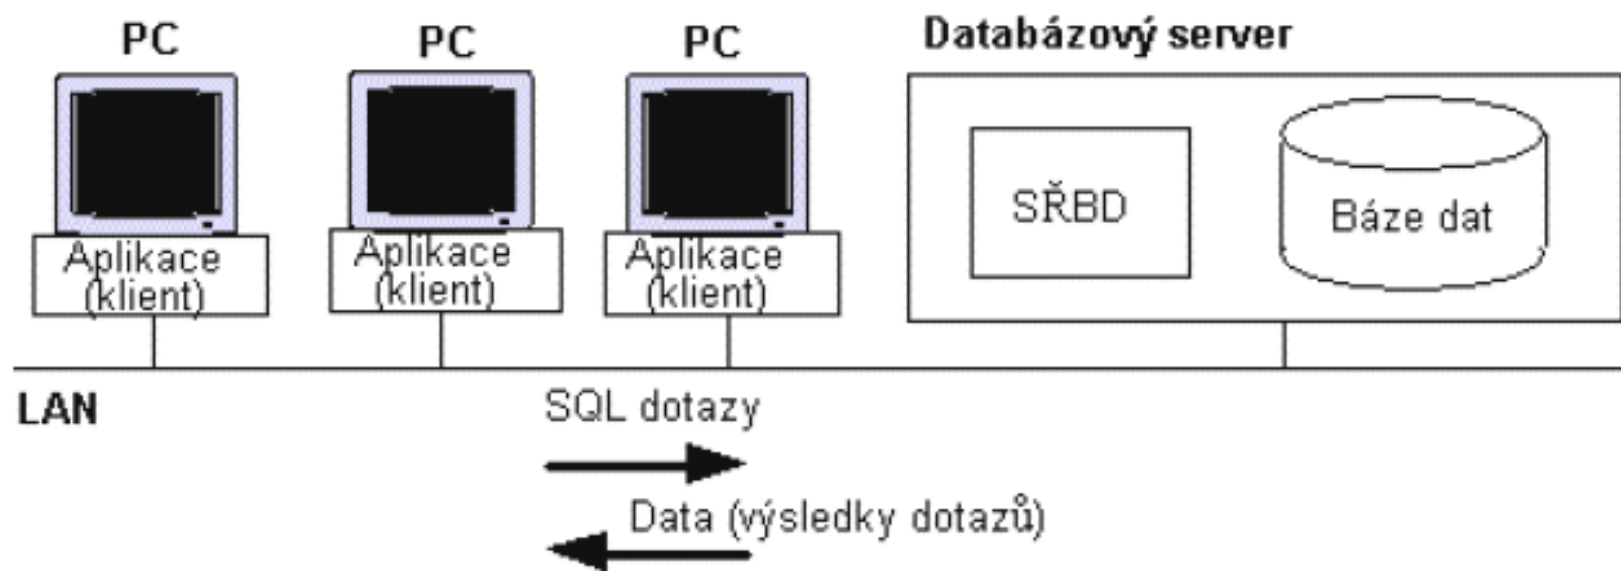 PC
PC
PC
Databázový server
Aplikace
(klient)
Aplikace
(klient)
Aplikace
(klient)
SŘBD
Báze dat
LAN
SQL dotazy
Data (výsledky dotazů)